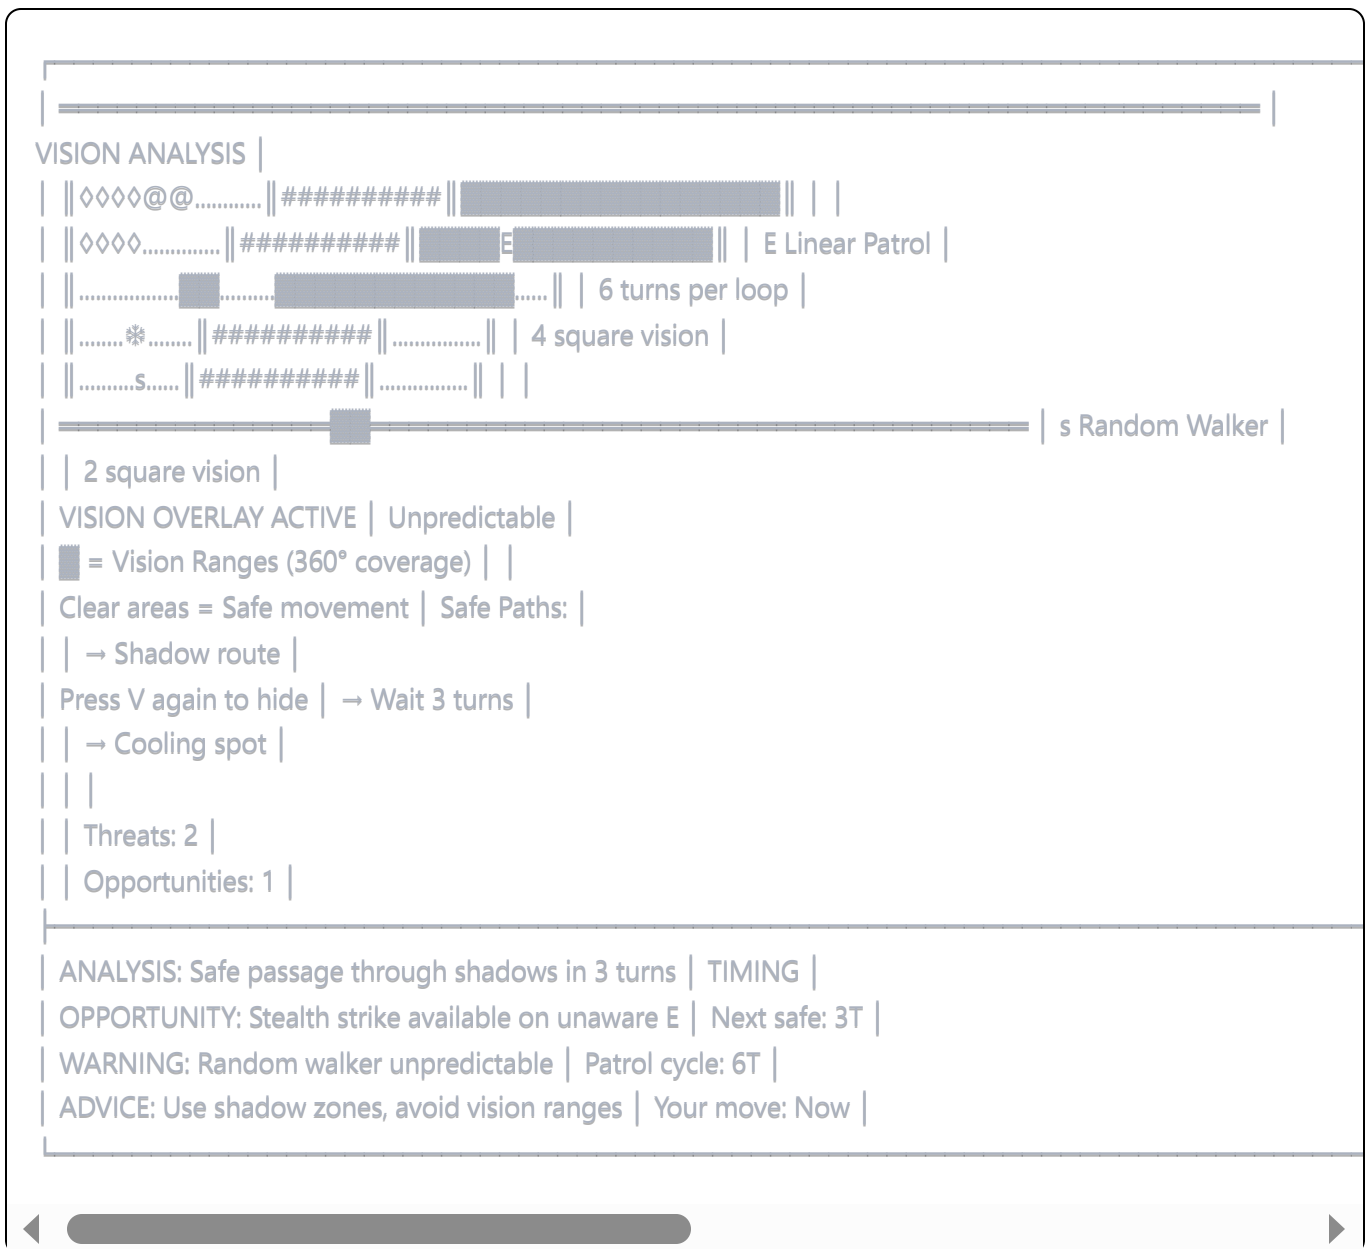 ┌────────────────────────────────────────────────────────────
│ ════════════════════════════════════════════════════════════ │
VISION ANALYSIS │
│ ║◊◊◊◊@@............║##########║▓▓▓▓▓▓▓▓▓▓▓▓▓▓▓▓║ │ │
│ ║◊◊◊◊..............║##########║▓▓▓▓E▓▓▓▓▓▓▓▓▓▓║ │ E Linear Patrol │
│ ║..................▓▓..........▓▓▓▓▓▓▓▓▓▓▓▓......║ │ 6 turns per loop │
│ ║........❄........║##########║................║ │ 4 square vision │
│ ║..........s......║##########║................║ │ │
│ ══════════════▓▓═════════════════════════════════ │ s Random Walker │
│ │ 2 square vision │
│ VISION OVERLAY ACTIVE │ Unpredictable │
│ ▓ = Vision Ranges (360° coverage) │ │
│ Clear areas = Safe movement │ Safe Paths: │
│ │ → Shadow route │
│ Press V again to hide │ → Wait 3 turns │
│ │ → Cooling spot │
│ │ │
│ │ Threats: 2 │
│ │ Opportunities: 1 │
├────────────────────────────────────────────────────────────
│ ANALYSIS: Safe passage through shadows in 3 turns │ TIMING │
│ OPPORTUNITY: Stealth strike available on unaware E │ Next safe: 3T │
│ WARNING: Random walker unpredictable │ Patrol cycle: 6T │
│ ADVICE: Use shadow zones, avoid vision ranges │ Your move: Now │
└────────────────────────────────────────────────────────────